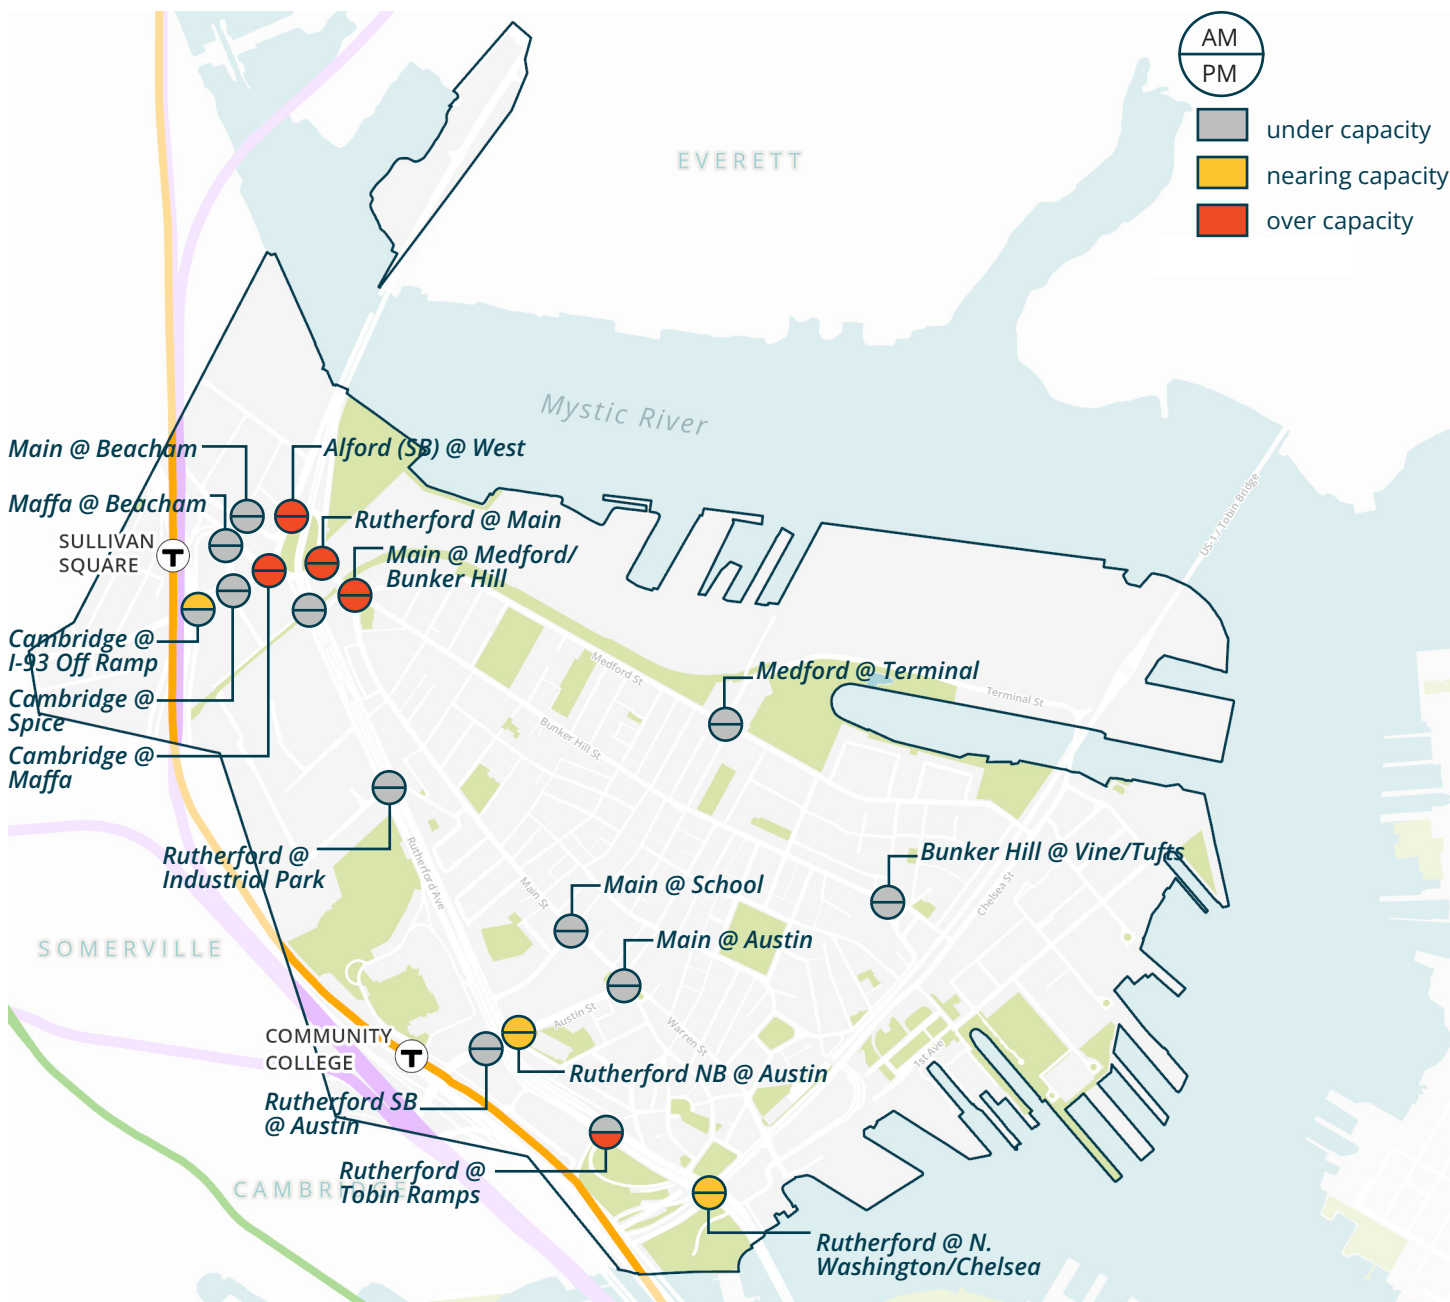 AM
PM
under capacity
nearing capacity
over capacity
EVERETT
Mystic River
US-1 / Tobin Bridge
Main @ Beacham
Alford (SB) @ West
Maffa @ Beacham
Rutherford @ Main
SULLIVAN
SQUARE
T
Main @ Medford/
Bunker Hill
Cambridge @
I-93 Off Ramp
Cambridge @
Spice
Cambridge @
Maffa
Medford St
Medford @ Terminal
Terminal St
Bunker Hill St
Rutherford @
Industrial Park
Rutherford Ave
Main St
Main @ School
Bunker Hill @ Vine/Tufts
Chelsea St
Main @ Austin
SOMERVILLE
Austin St
Warren St
1st Ave
COMMUNITY
COLLEGE
T
Rutherford NB @ Austin
Rutherford SB
@ Austin
Rutherford @
Tobin Ramps
CAMBRIDGE
Rutherford @ N.
Washington/Chelsea